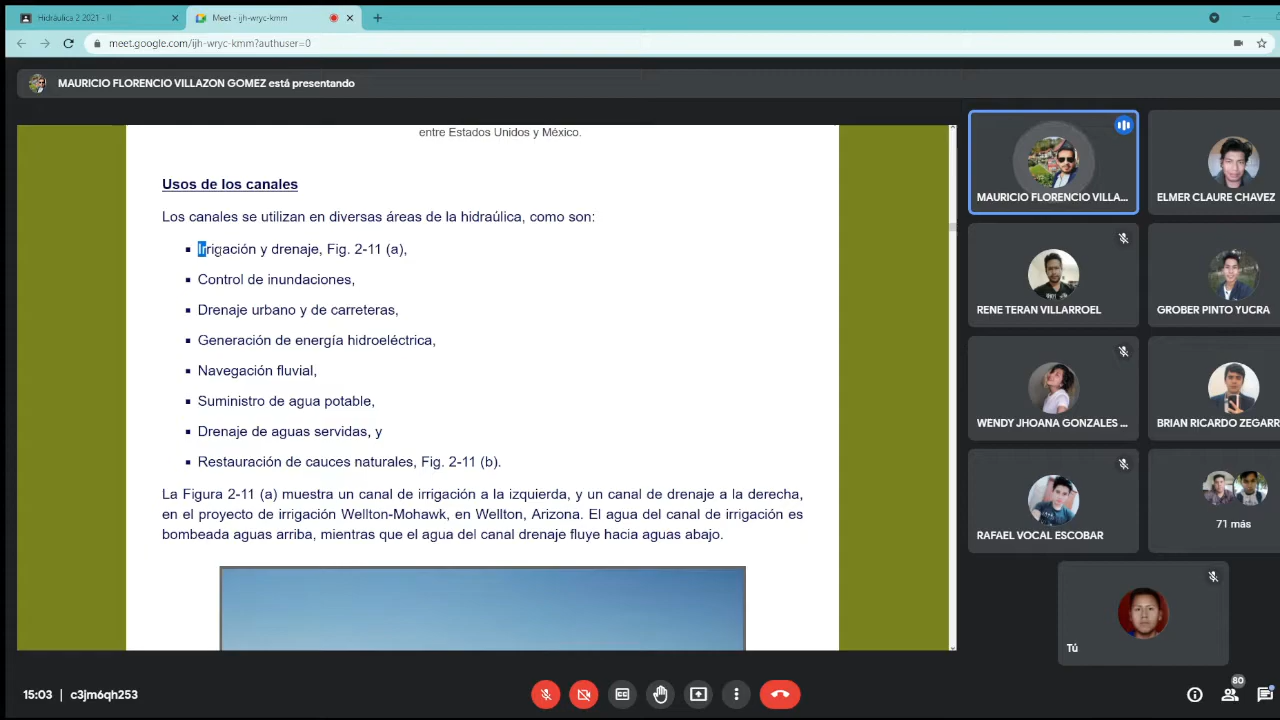 Hidráulica 2 2021 - II
Meet - ijh-wryc-kmm
meet.google.com/ijh-wryc-kmm?authuser=0
MAURICIO FLORENCIO VILLAZON GOMEZ está presentando
entre Estados Unidos y México.
Usos de los canales
Los canales se utilizan en diversas áreas de la hidraúlica, como son:
▪ Irrigación y drenaje, Fig. 2-11 (a),
▪ Control de inundaciones,
▪ Drenaje urbano y de carreteras,
▪ Generación de energía hidroeléctrica,
▪ Navegación fluvial,
▪ Suministro de agua potable,
▪ Drenaje de aguas servidas, y
▪ Restauración de cauces naturales, Fig. 2-11 (b).
La Figura 2-11 (a) muestra un canal de irrigación a la izquierda, y un canal de drenaje a la derecha,
en el proyecto de irrigación Wellton-Mohawk, en Wellton, Arizona. El agua del canal de irrigación es
bombeada aguas arriba, mientras que el agua del canal drenaje fluye hacia aguas abajo.
MAURICIO FLORENCIO VILLA...
ELMER CLAURE CHAVEZ
RENE TERAN VILLARROEL
GROBER PINTO YUCRA
WENDY JHOANA GONZALES ...
BRIAN RICARDO ZEGARR
RAFAEL VOCAL ESCOBAR
71 más
Tú
15:03 | c3jm6qh253
80